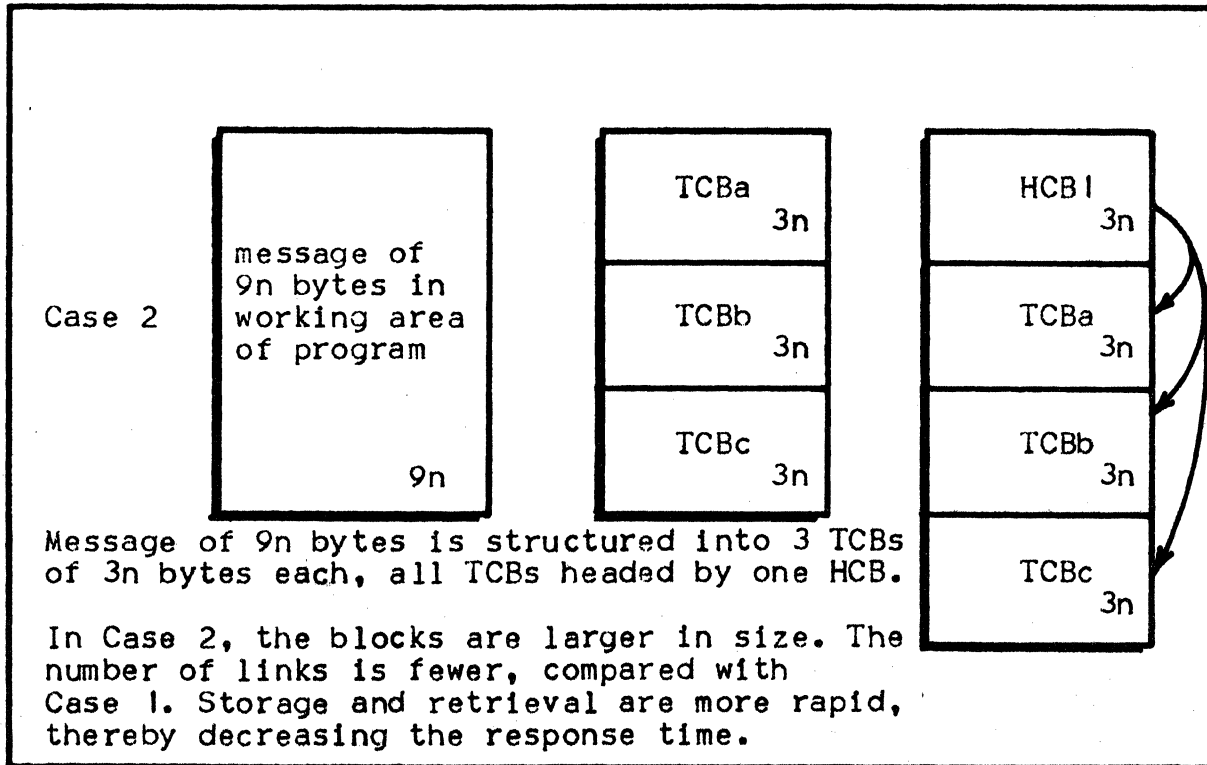 Case 2
message of
9n bytes in
working area
of program
9n
TCBa
3n
TCBb
3n
TCBc
3n
HCB1
3n
TCBa
3n
TCBb
3n
TCBc
3n
Message of 9n bytes is structured into 3 TCBs
of 3n bytes each, all TCBs headed by one HCB.
In Case 2, the blocks are larger in size. The
number of links is fewer, compared with
Case 1. Storage and retrieval are more rapid,
thereby decreasing the response time.